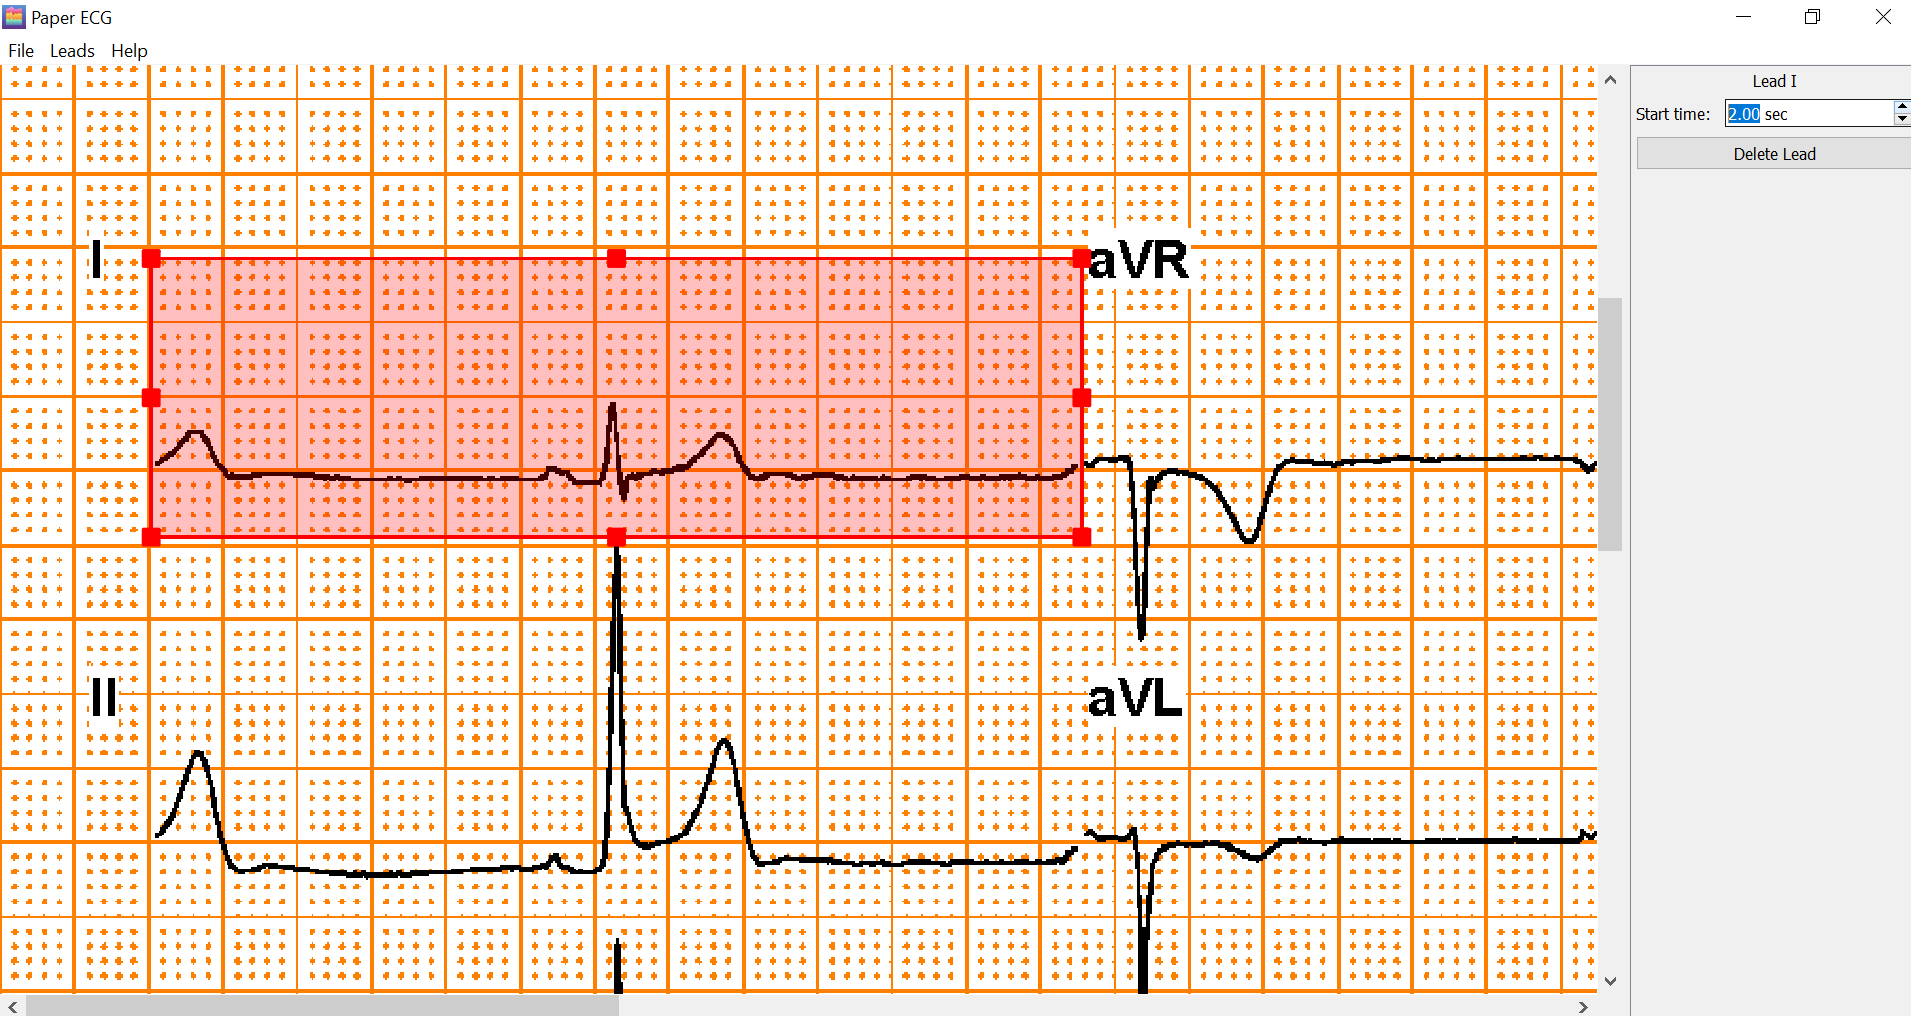 Paper ECG
File Leads Help
Lead I
Start time: 2.00 sec
Delete Lead
I
aVR
II
aVL